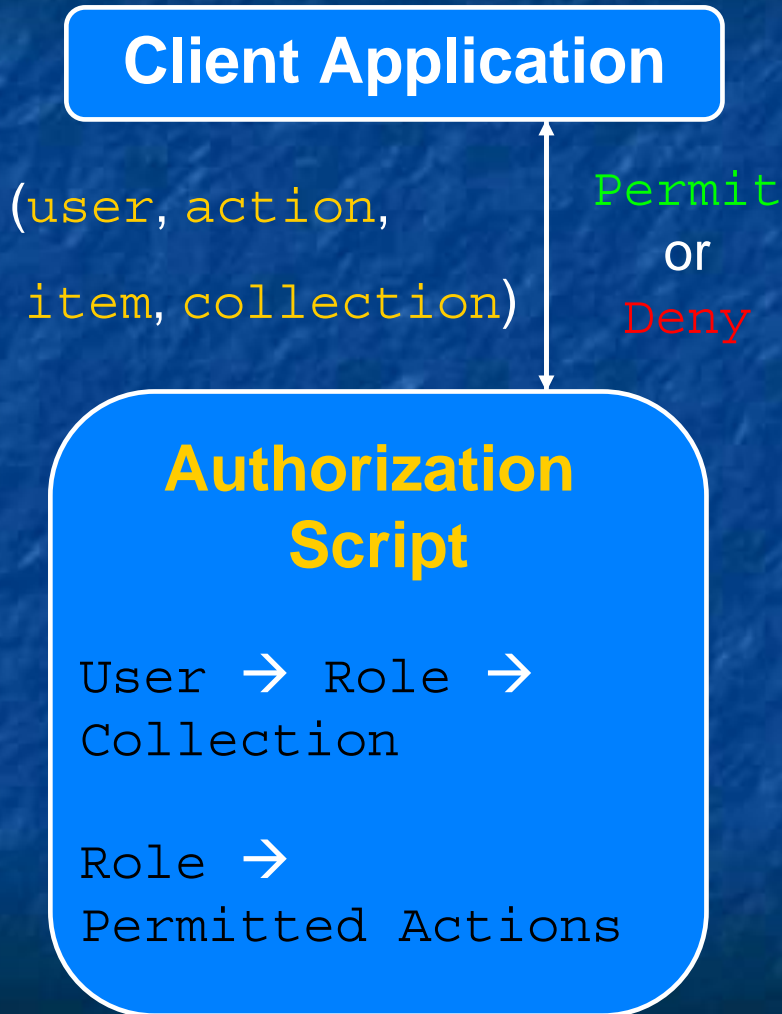 Client Application
(user, action,
item, collection)
Permit
or
Deny
Authorization
Script
User → Role →
Collection
Role →
Permitted Actions